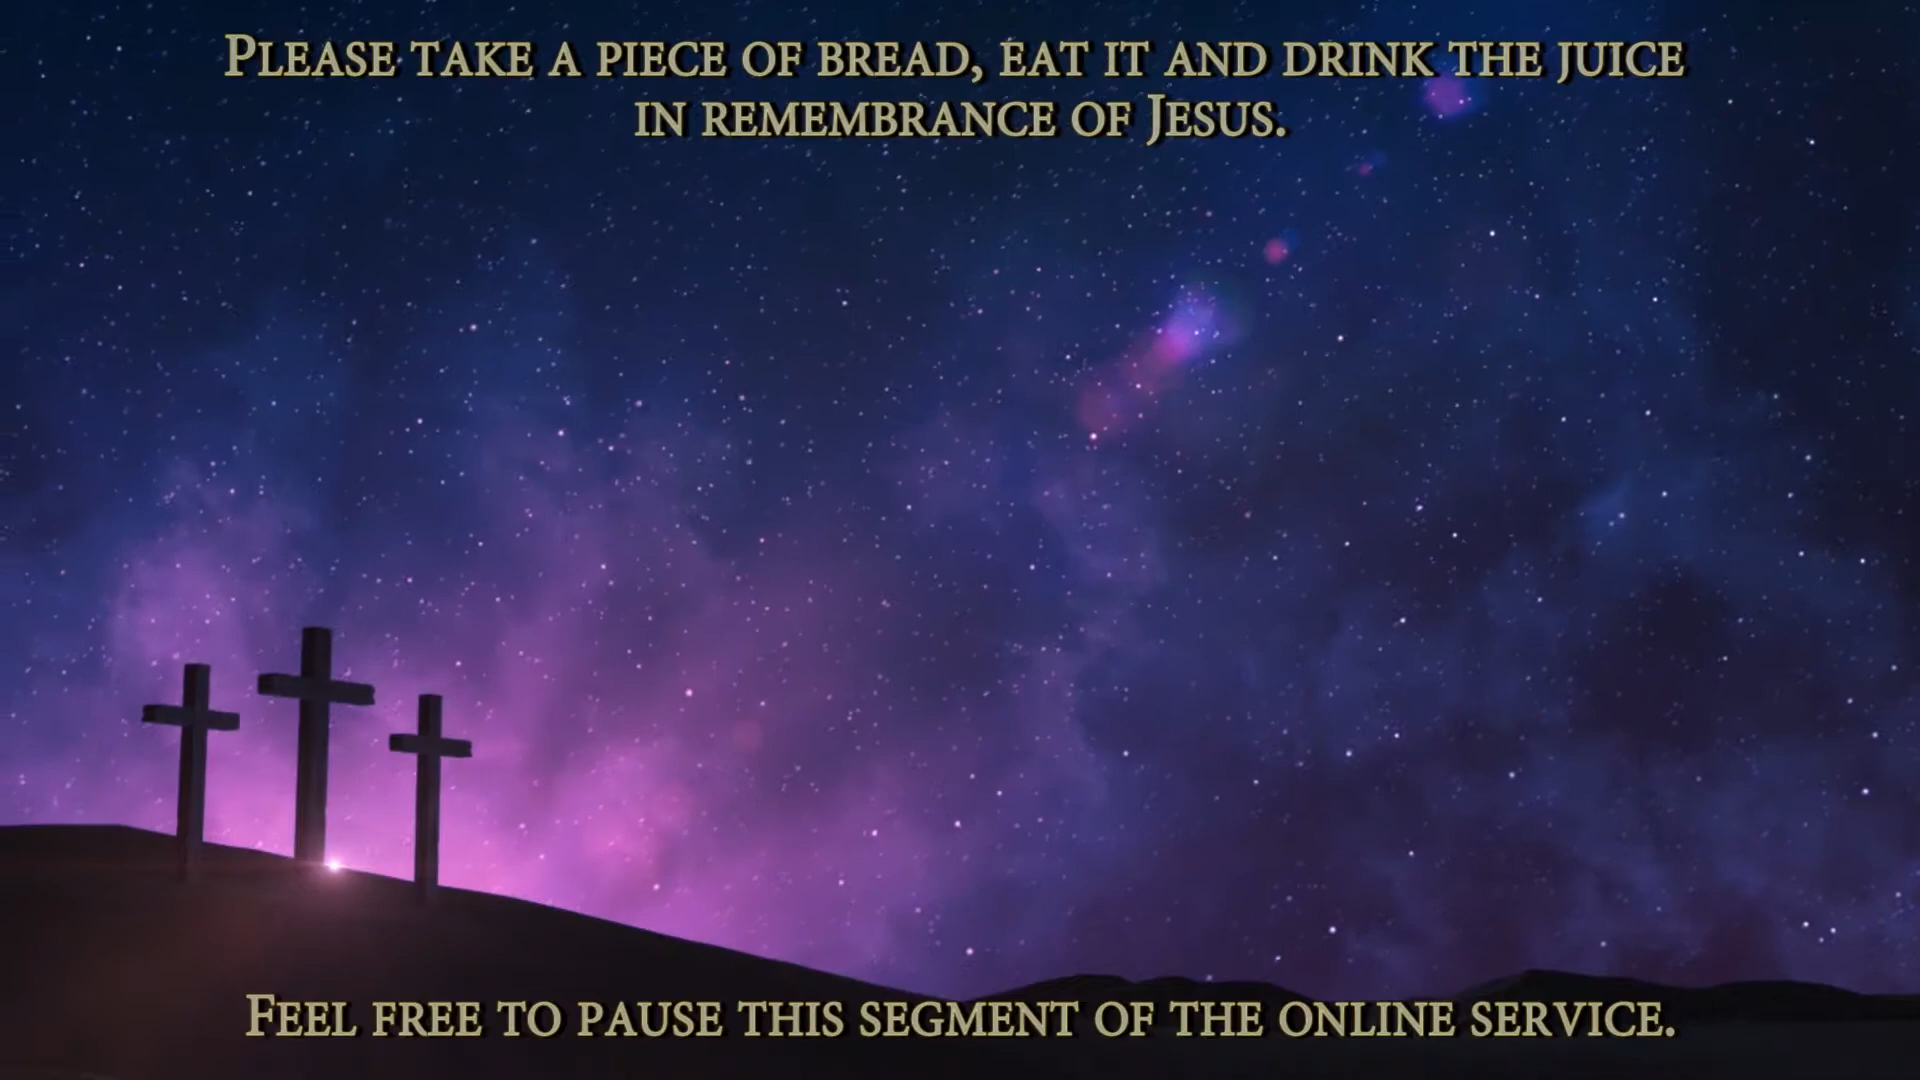 Please take a piece of bread, eat it and drink the juice
in remembrance of Jesus.
Feel free to pause this segment of the online service.